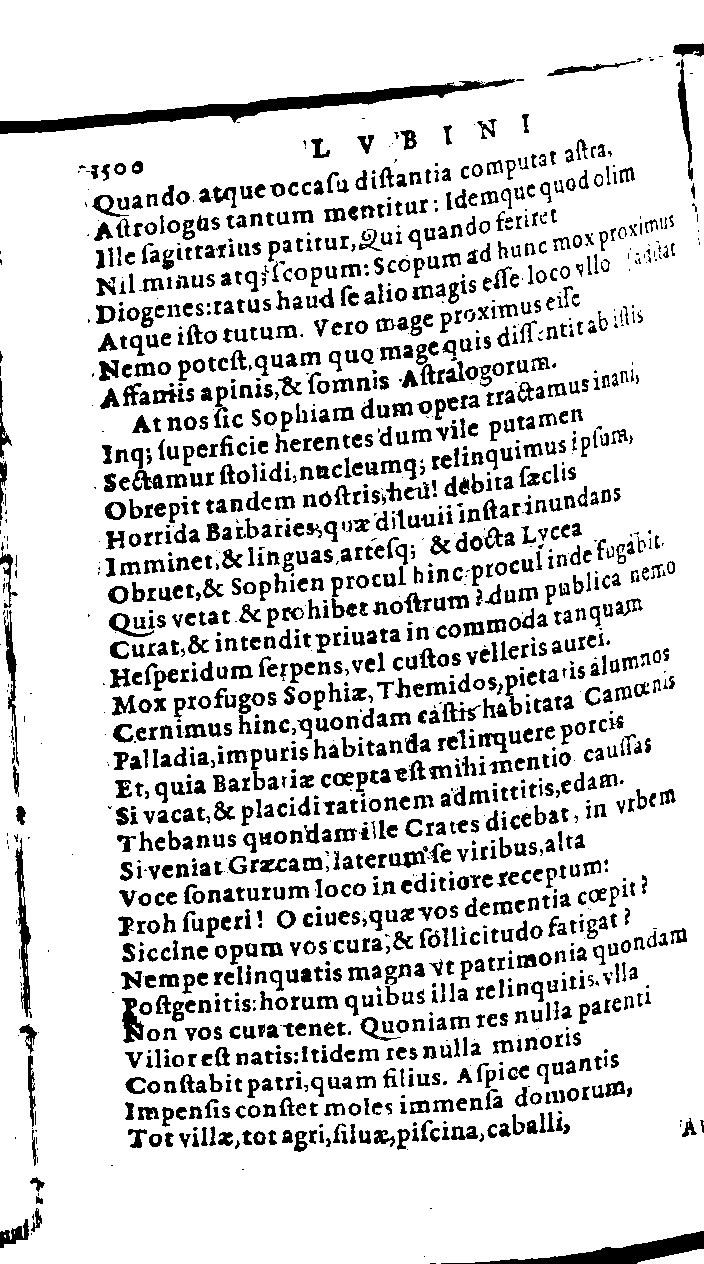 1500 LVBINI
Quando atque occaſu diſtantia computat aſtra,
Aſtrologus tantum mentitur: Idemque quod olim
Ille ſagittarius patitur, Qui quando feriret
Nil minus atq; ſcopum: Scopum ad hunc mox proximus
Diogenes: ratus haud ſe alio magis eſſe loco vllo
Atque iſto tutum. Vero mage proximus eiſe
Nemo poteſt, quam quo mage quis diſſentit ab iſtis
Affaniis apinis, & ſomnis Aſtralogorum.
At nos ſic Sophiam dum opera tractamus inani,
Inq; ſuperficie herentes dum vile putamen
Sectamur ſtolidi, nucleumq; relinquimus ipſum,
Obrepit tandem noſtris, heu! debita ſæclis
Horrida Barbaries, quæ diluuii inſtar inundans
Imminet, & linguas, arteſq; & docta Lycea
Obruet, & Sophien procul hinc procul inde fugabit.
Quis vetat & prohibet noſtrum? dum publica nemo
Curat, & intendit priuata in commoda tanquam
Heſperidum ſerpens, vel cuſtos velleris aurei.
Mox profugos Sophiæ, Themidos, pietatis alumnos
Cernimus hinc, quondam caſtis habitata Camœnis
Palladia, impuris habitanda relinquere porcis
Et, quia Barbariæ cœpta eſt mihi mentio cauſſas
Si vacat, & placidi rationem admittitis, edam.
Thebanus quondam ille Crates dicebat, in vrbem
Si veniat Græcam, laterum ſe viribus, alta
Voce ſonaturum loco in editiore receptum:
Proh ſuperi! O ciues, quæ vos dementia cœpit?
Siccine opum vos cura, & ſollicitudo fatigat?
Nempe relinquatis magna vt patrimonia quondam
Poſtgenitis: horum quibus illa relinquitis, vlla
Non vos cura tenet. Quoniam res nulla parenti
Vilior eſt natis: Itidem res nulla minoris
Conſtabit patri, quam filius. Aſpice quantis
Impenſis conſtet moles immenſa domorum,
Tot villæ, tot agri, ſiluæ, piſcina, caballi,